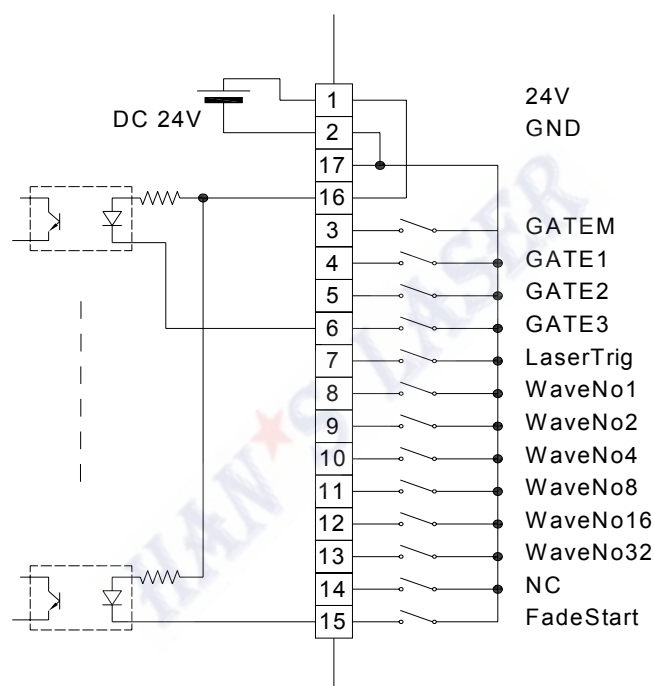 DC 24V
1 24V
2 GND
17
16
3 GATEM
4 GATE1
5 GATE2
6 GATE3
7 LaserTrig
8 WaveNo1
9 WaveNo2
10 WaveNo4
11 WaveNo8
12 WaveNo16
13 WaveNo32
14 NC
15 FadeStart
HAN★S LASER